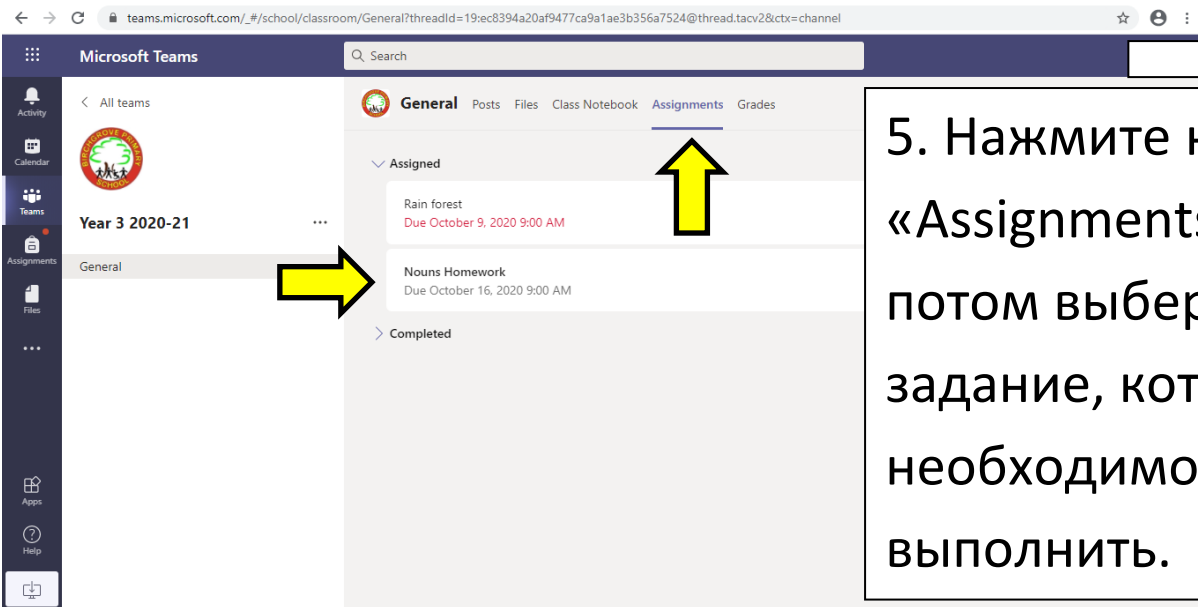 teams.microsoft.com/_#/school/classroom/General?threadId=19:ec8394a20af9477ca9a1ae3b356a7524@thread.tacv2&ctx=channel
Microsoft Teams
Search
Activity
Calendar
Teams
Assignments
Files
Apps
Help
All teams
BIRCHGROVE PRIMARY SCHOOL
Year 3 2020-21
General
General Posts Files Class Notebook Assignments Grades
Assigned
Rain forest
Due October 9, 2020 9:00 AM
Nouns Homework
Due October 16, 2020 9:00 AM
Completed
5. Нажмите
«Assignments
потом
задание,
необходимо
выполнить.